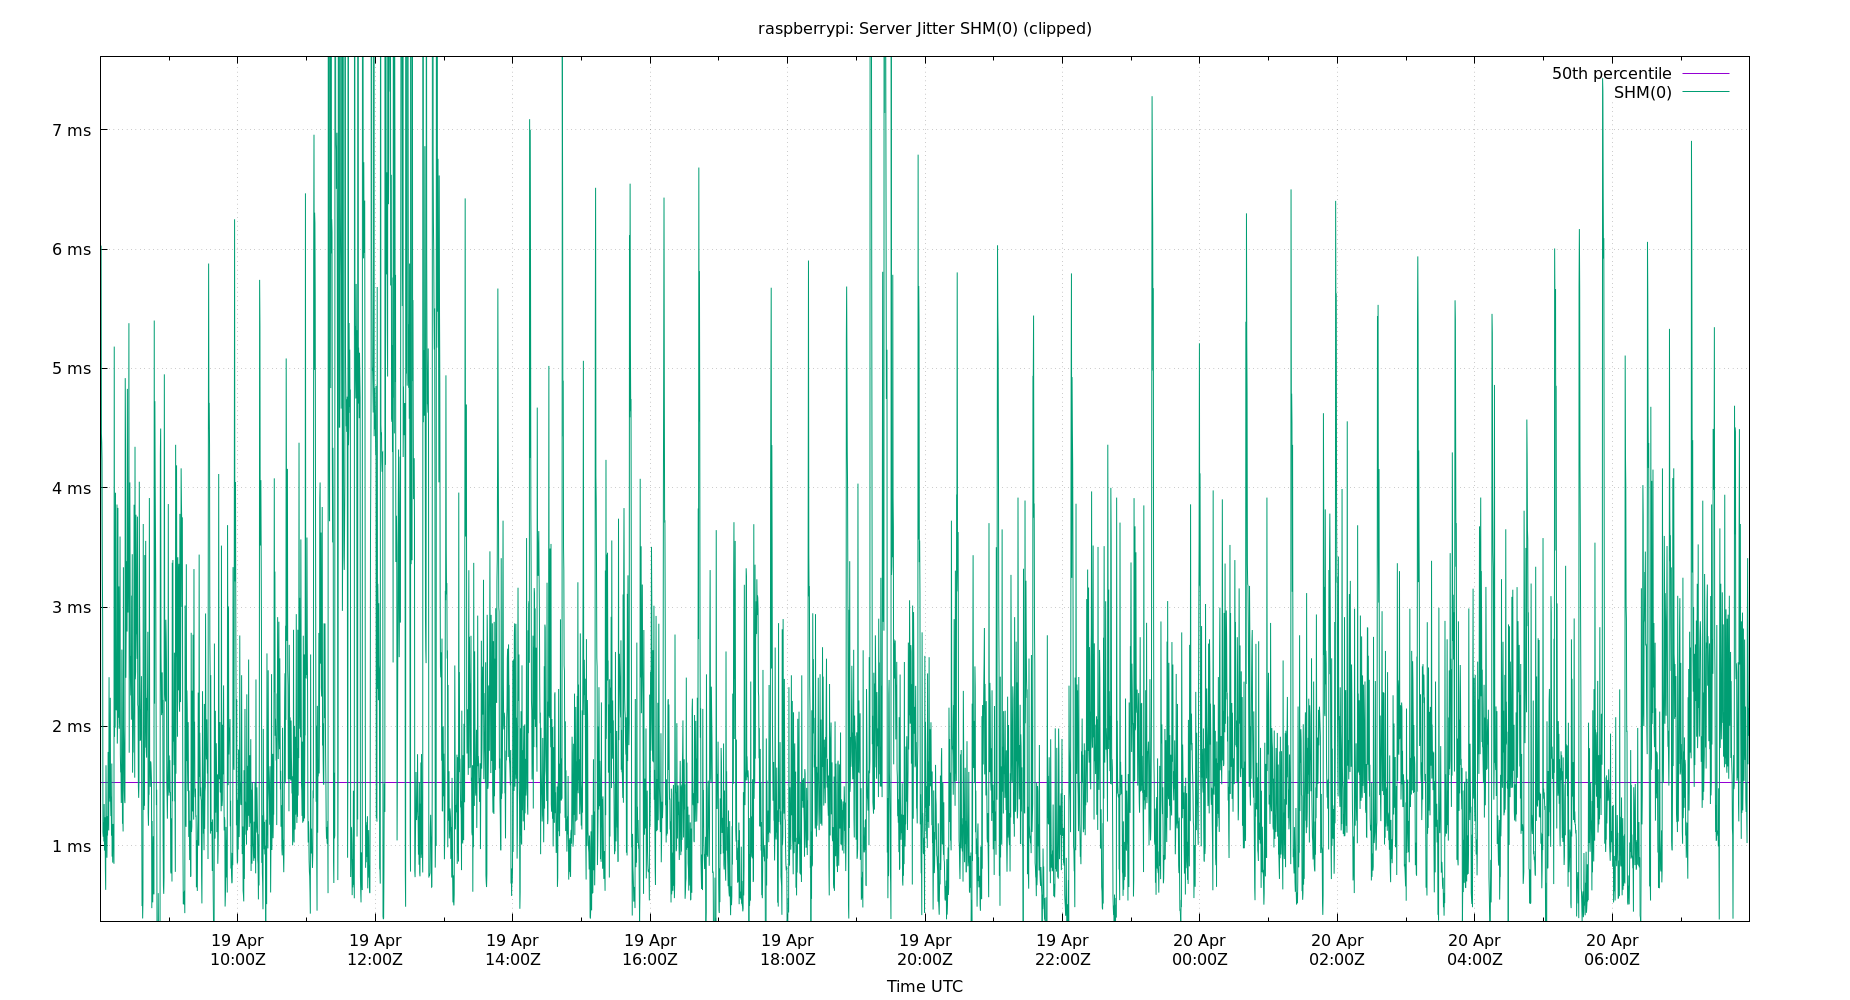 raspberrypi: Server Jitter SHM(0) (clipped)
50th percentile
SHM(0)
7 ms
6 ms
5 ms
4 ms
3 ms
2 ms
1 ms
19 Apr 19 Apr 19 Apr 19 Apr 19 Apr 19 Apr 19 Apr 20 Apr 20 Apr 20 Apr 20 Apr
10:00Z 12:00Z 14:00Z 16:00Z 18:00Z 20:00Z 22:00Z 00:00Z 02:00Z 04:00Z 06:00Z
Time UTC